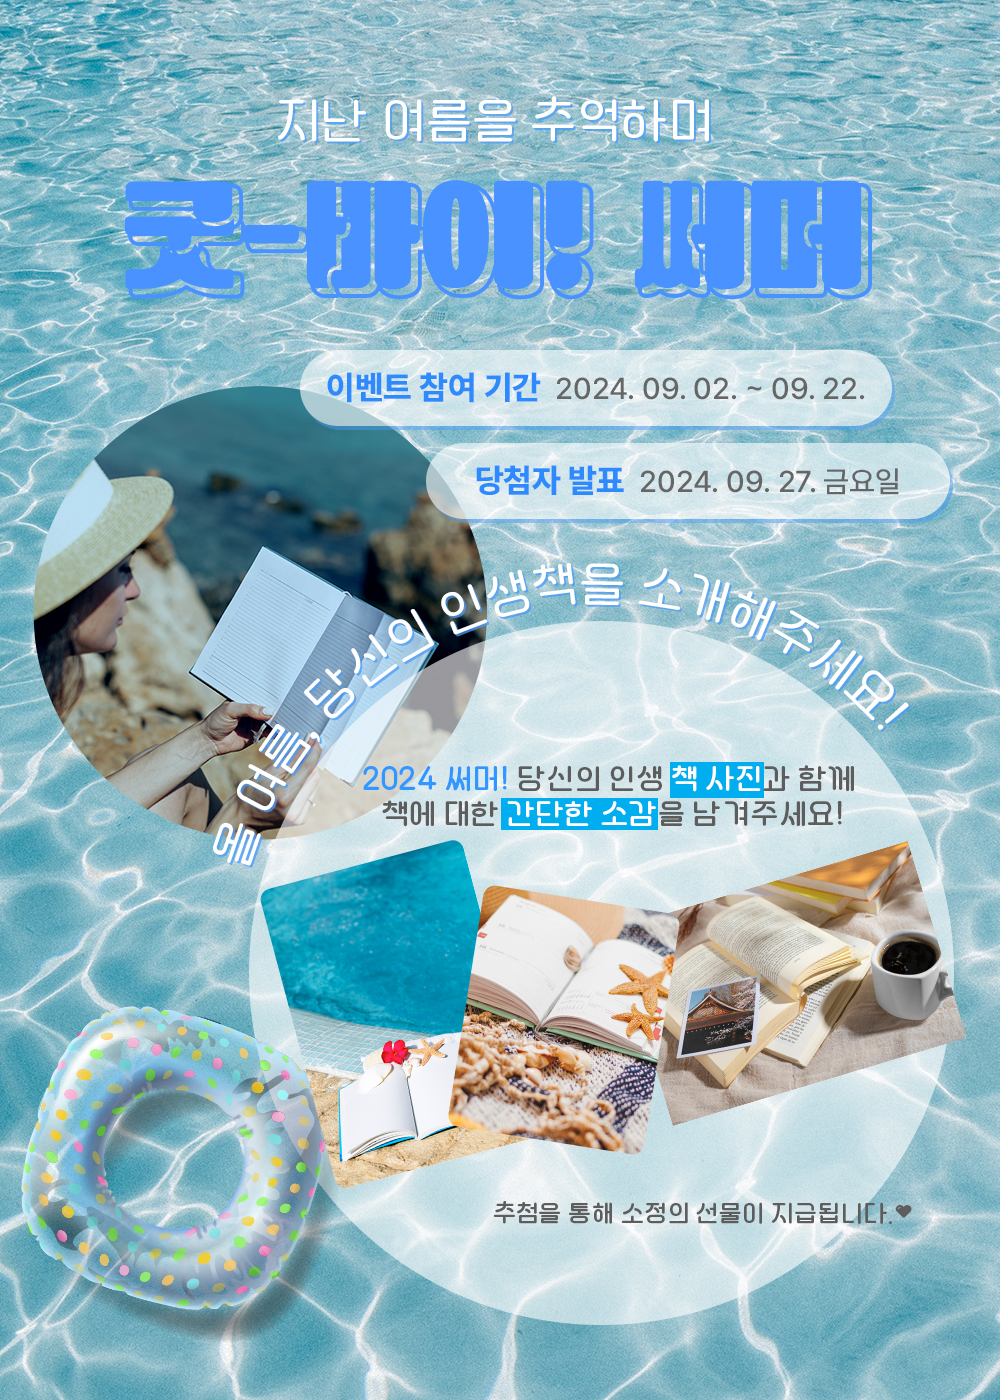 지난 여름을 추억하며
굿-바이! 써머
이벤트 참여 기간 2024. 09. 02. ~ 09. 22.
당첨자 발표 2024. 09. 27. 금요일
올 여름, 당신의 인생책을 소개해주세요!
2024 써머! 당신의 인생 책 사진과 함께
책에 대한 간단한 소감을 남겨주세요!
추첨을 통해 소정의 선물이 지급됩니다.♥